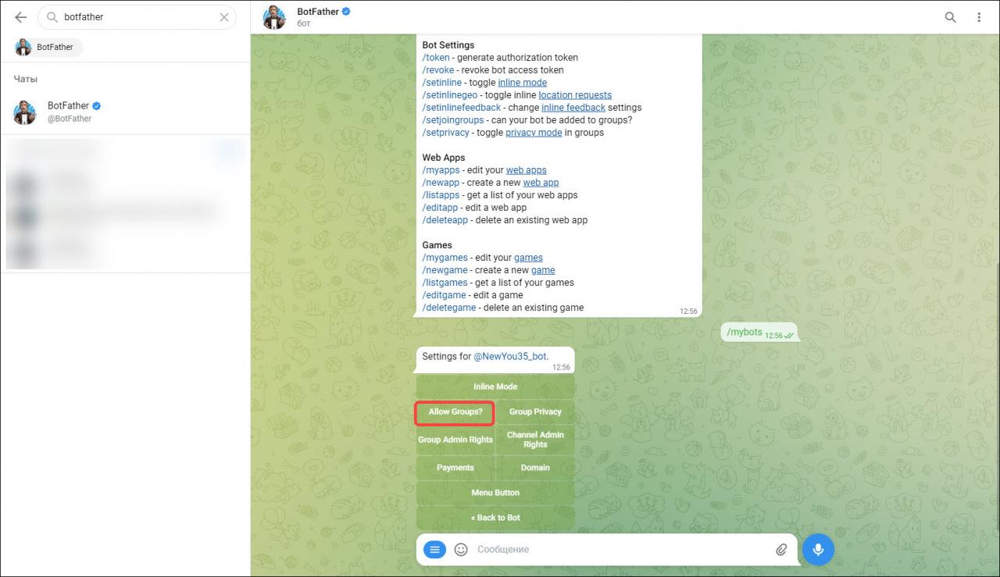 botfather
BotFather
Чаты
BotFather
@BotFather
BotFather
бот
Bot Settings
/token - generate authorization token
/revoke - revoke bot access token
/setinline - toggle inline mode
/setinlinegeo - toggle inline location requests
/setinlinefeedback - change inline feedback settings
/setjoingroups - can your bot be added to groups?
/setprivacy - toggle privacy mode in groups
Web Apps
/myapps - edit your web apps
/newapp - create a new web app
/listapps - get a list of your web apps
/editapp - edit a web app
/deleteapp - delete an existing web app
Games
/mygames - edit your games
/newgame - create a new game
/listgames - get a list of your games
/editgame - edit a game
/deletegame - delete an existing game
12:56
/mybots 12:56
Settings for @NewYou35_bot.
12:56
Inline Mode
Allow Groups?
Group Privacy
Group Admin Rights
Channel Admin
Rights
Payments
Domain
Menu Button
« Back to Bot
Сообщение